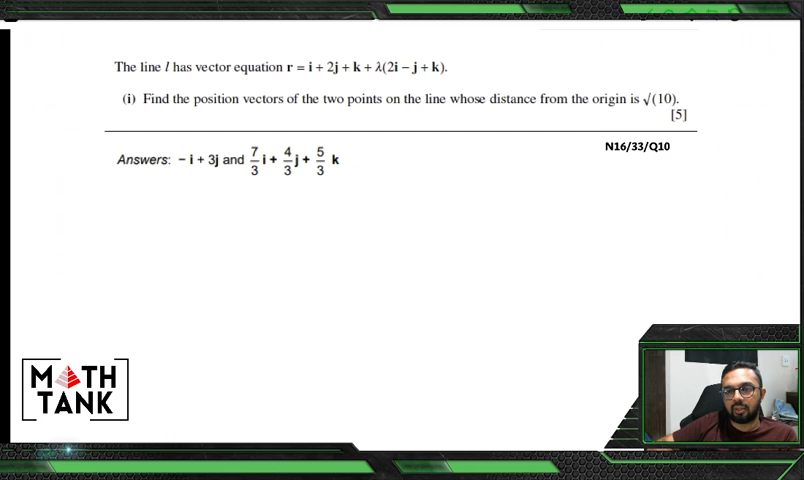 The line l has vector equation r = i + 2j + k + λ(2i − j + k).
(i) Find the position vectors of the two points on the line whose distance from the origin is √(10).
[5]
N16/33/Q10
Answers: − i + 3j and 7/3 i + 4/3 j + 5/3 k
MATH
TANK